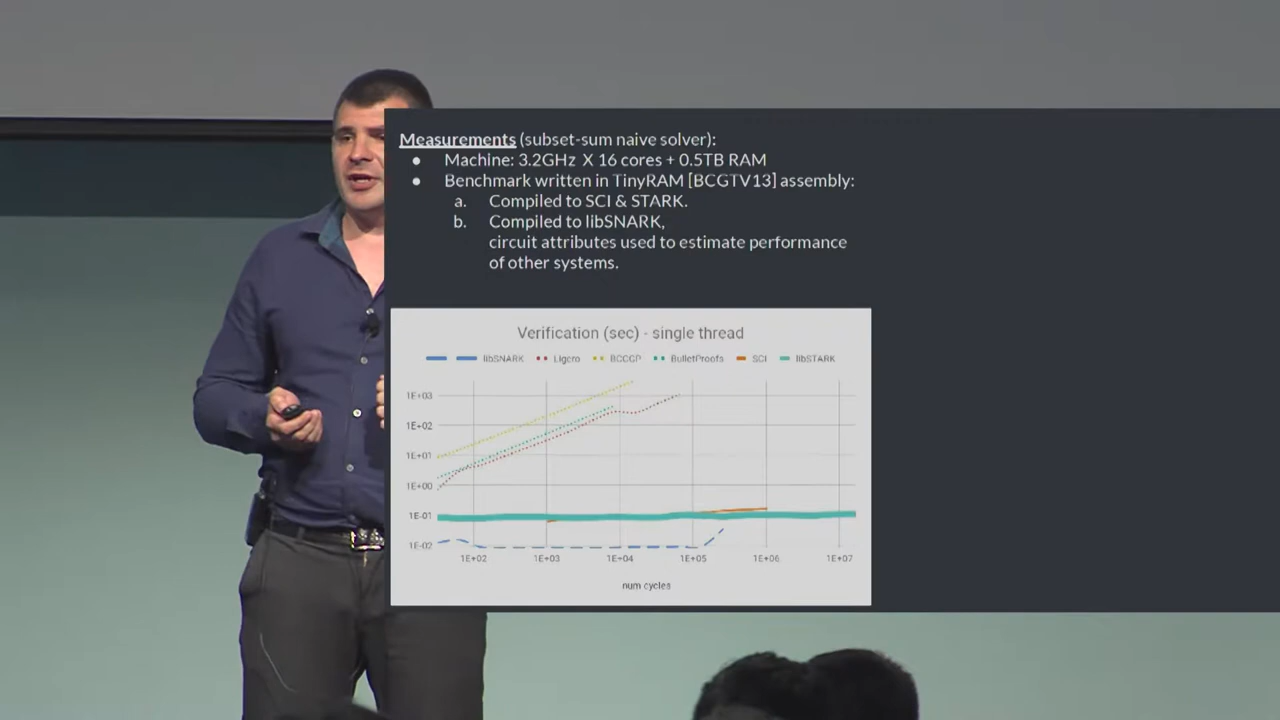 Measurements (subset-sum naive solver):
● Machine: 3.2GHz X 16 cores + 0.5TB RAM
● Benchmark written in TinyRAM [BCGTV13] assembly:
a. Compiled to SCI & STARK.
b. Compiled to libSNARK,
circuit attributes used to estimate performance
of other systems.
Verification (sec) - single thread
libSNARK Ligero BCCGP BulletProofs SCI libSTARK
1E+03
1E+02
1E+01
1E+00
1E-01
1E-02
1E+02 1E+03 1E+04 1E+05 1E+06 1E+07
num cycles